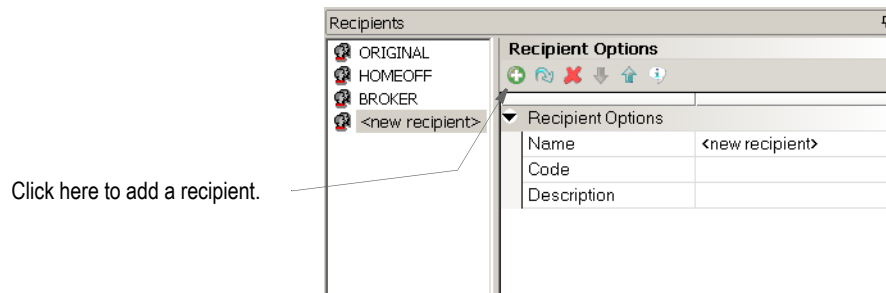 Recipients
ORIGINAL
HOMEOFF
BROKER
<new recipient>
Recipient Options
Recipient Options
Name <new recipient>
Code
Description
Click here to add a recipient.